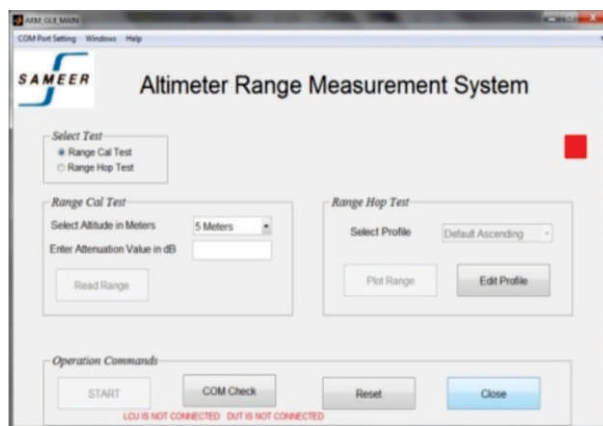 ARM_GUI_MAIN
COM Port Setting Windows Help
SAMEER
Altimeter Range Measurement System
Select Test
Range Cal Test
Range Hop Test
Range Cal Test
Select Altitude in Meters 5 Meters
Enter Attenuation Value in dB
Read Range
Range Hop Test
Select Profile Default Ascending
Plot Range Edit Profile
Operation Commands
START COM Check Reset Close
LCU IS NOT CONNECTED DUT IS NOT CONNECTED